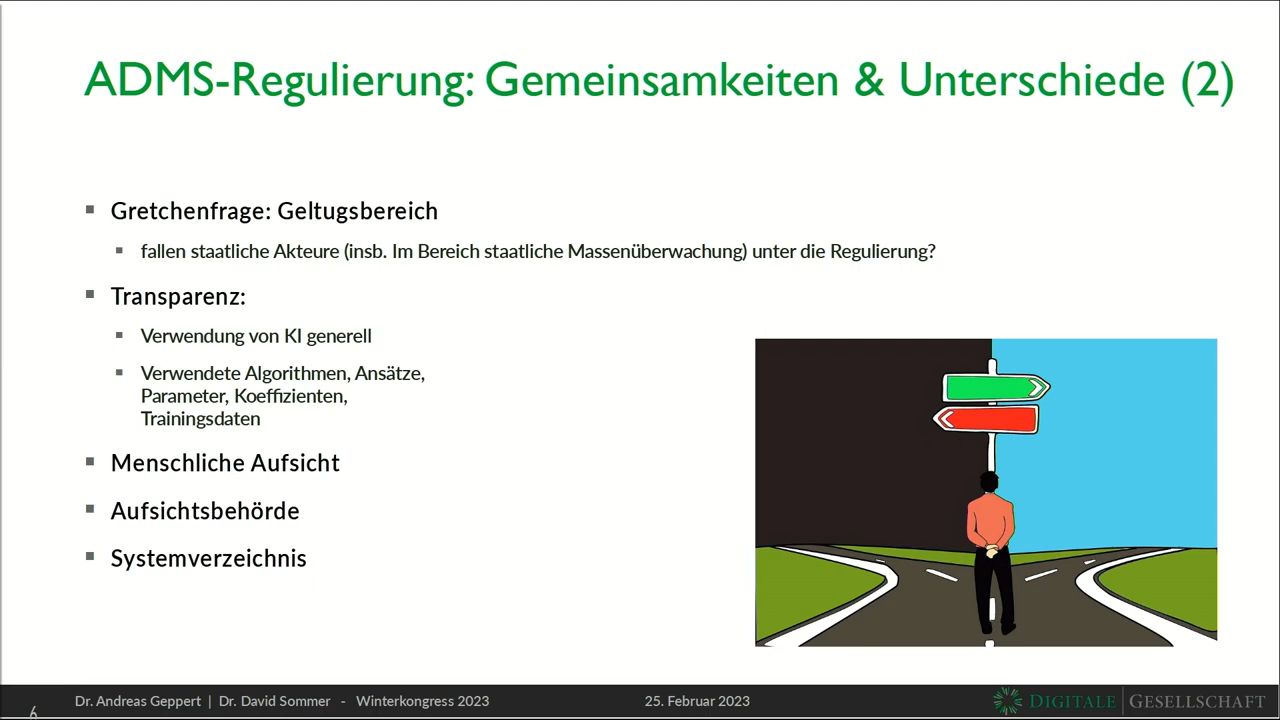 ADMS-Regulierung: Gemeinsamkeiten & Unterschiede (2)
Gretchenfrage: Geltugsbereich
fallen staatliche Akteure (insb. Im Bereich staatliche Massenüberwachung) unter die Regulierung?
Transparenz:
Verwendung von KI generell
Verwendete Algorithmen, Ansätze,
Parameter, Koeffizienten,
Trainingsdaten
Menschliche Aufsicht
Aufsichtsbehörde
Systemverzeichnis
6
Dr. Andreas Geppert | Dr. David Sommer - Winterkongress 2023
25. Februar 2023
DIGITALE GESELLSCHAFT